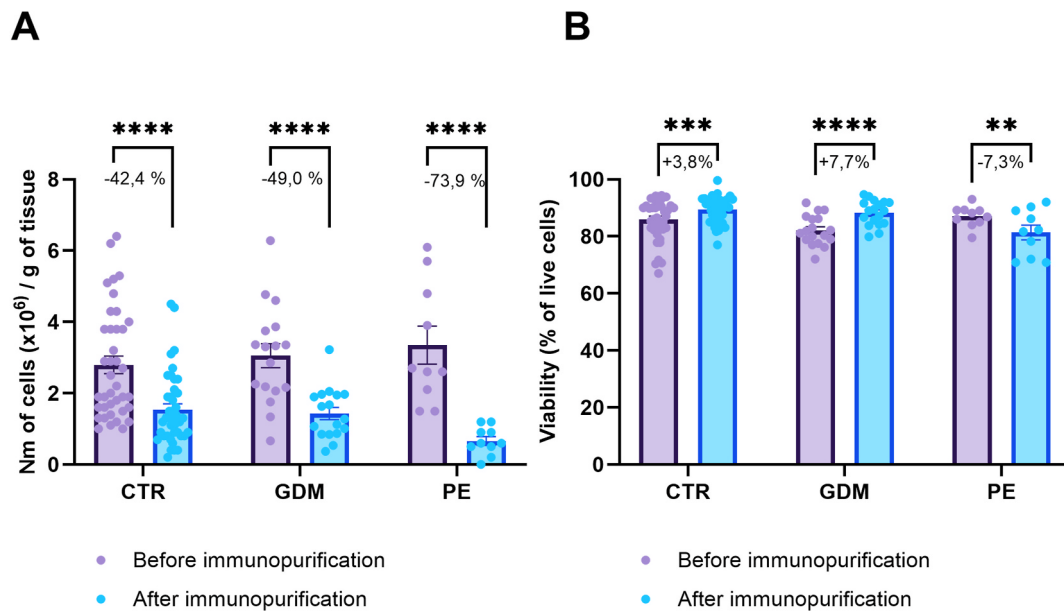 A
B
**** **** ****
*** **** **
-42,4 % -49,0 % -73,9 %
+3,8% +7,7% -7,3%
Nm of cells (x10⁶) / g of tissue
8
6
4
2
0
CTR GDM PE
Viability (% of live cells)
100
80
60
40
20
0
CTR GDM PE
Before immunopurification
After immunopurification
Before immunopurification
After immunopurification